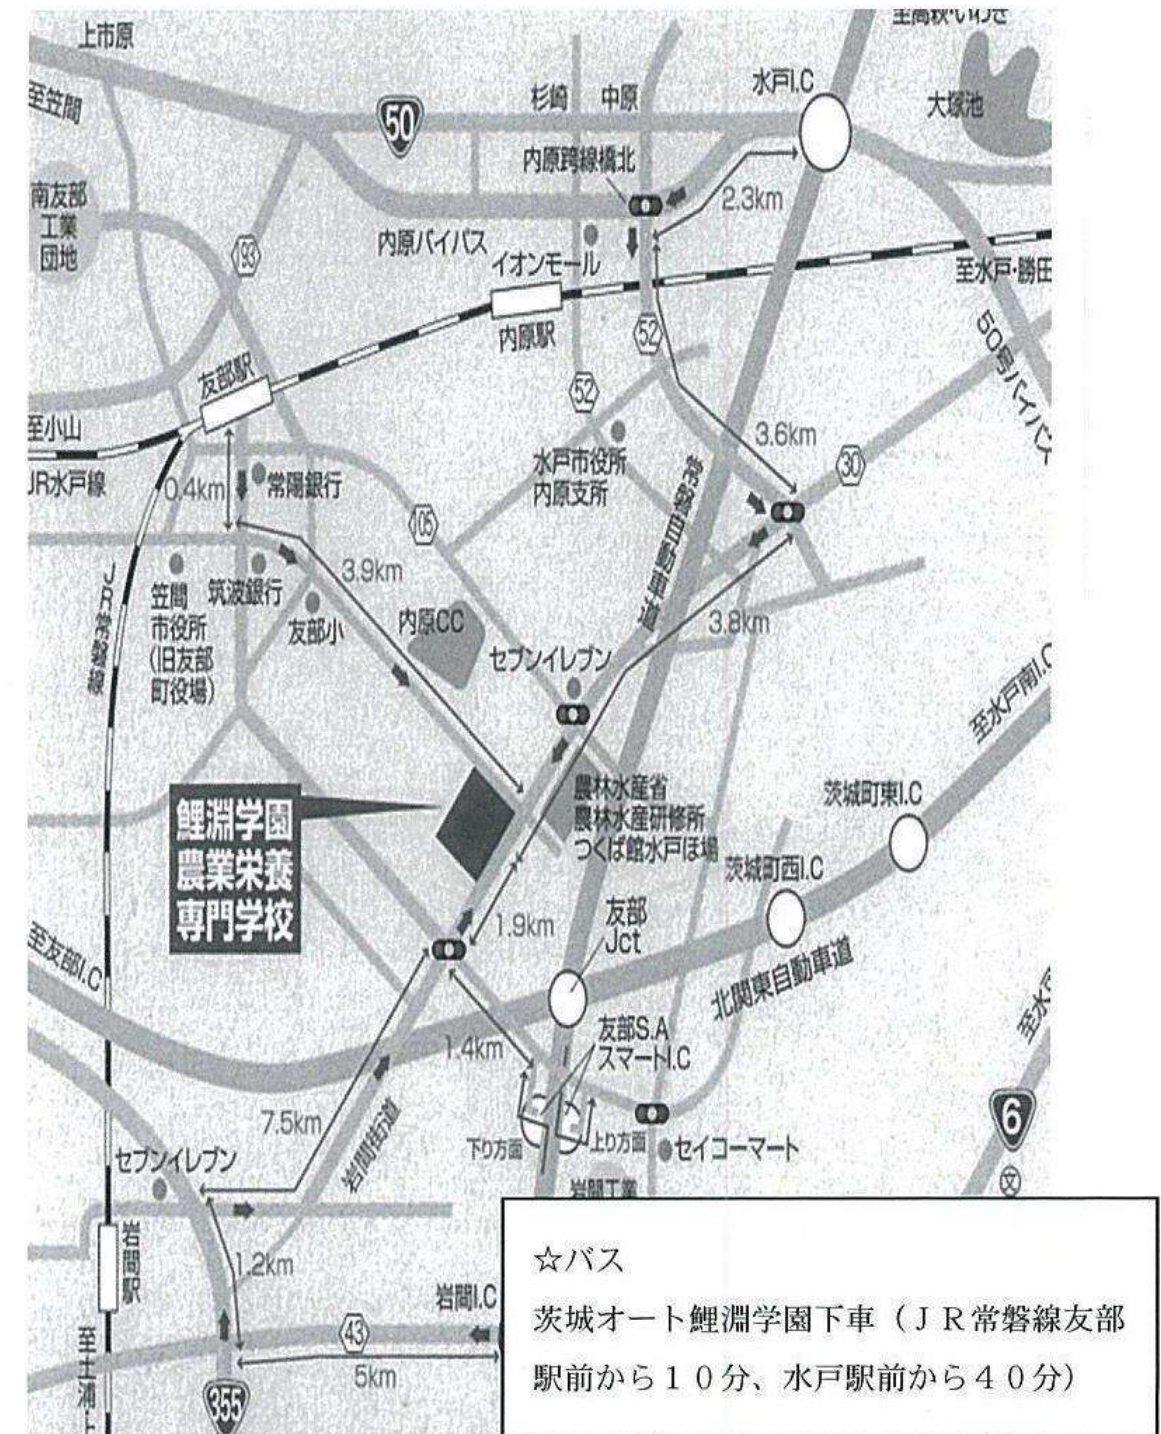 上市原
至高萩・いわき
至笠間
50
杉崎
中原
水戸I.C
大塚池
内原跨線橋北
2.3km
南友部
工業
団地
193
内原バイパス
イオンモール
至水戸・勝田
内原駅
52
50号バイパス
友部駅
52
至小山
JR水戸線
0.4km
常陽銀行
水戸市役所
内原支所
3.6km
30
常磐自動車道
105
3.9km
JR常磐線
笠間
市役所
(旧友部
町役場)
筑波銀行
友部小
内原CC
3.8km
セブンイレブン
至水戸南I.C
農林水産省
農林水産研修所
つくば館水戸ほ場
茨城町東I.C
鯉淵学園
農業栄養
専門学校
茨城町西I.C
1.9km
友部
Jct
至友部I.C
北関東自動車道
友部S.A
スマートI.C
1.4km
7.5km
岩間街道
下り方面
上り方面
セイコーマート
6
文
セブンイレブン
岩間工業
岩間駅
1.2km
岩間I.C
43
5km
至土浦・上
355
☆バス
茨城オート鯉淵学園下車（ＪＲ常磐線友部
駅前から１０分、水戸駅前から４０分）